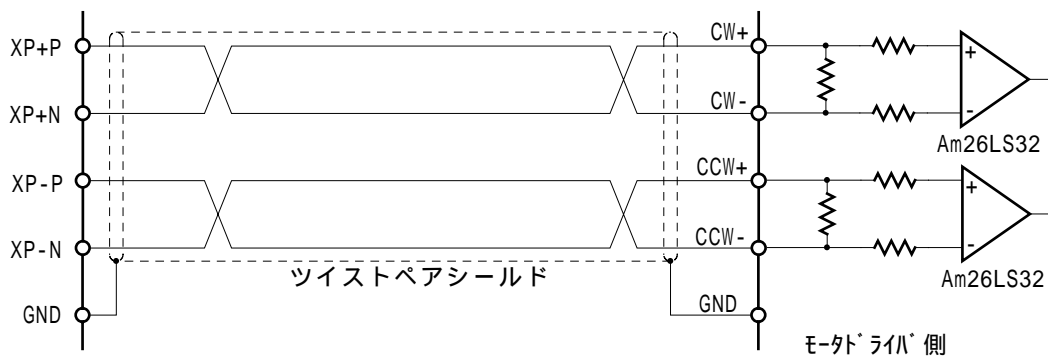 XP+P
CW+
+
XP+N
CW-
-
Am26LS32
XP-P
CCW+
+
XP-N
CCW-
-
Am26LS32
ツイストペアシールド
GND
GND
ﾓｰﾀﾄﾞﾗｲﾊﾞ側